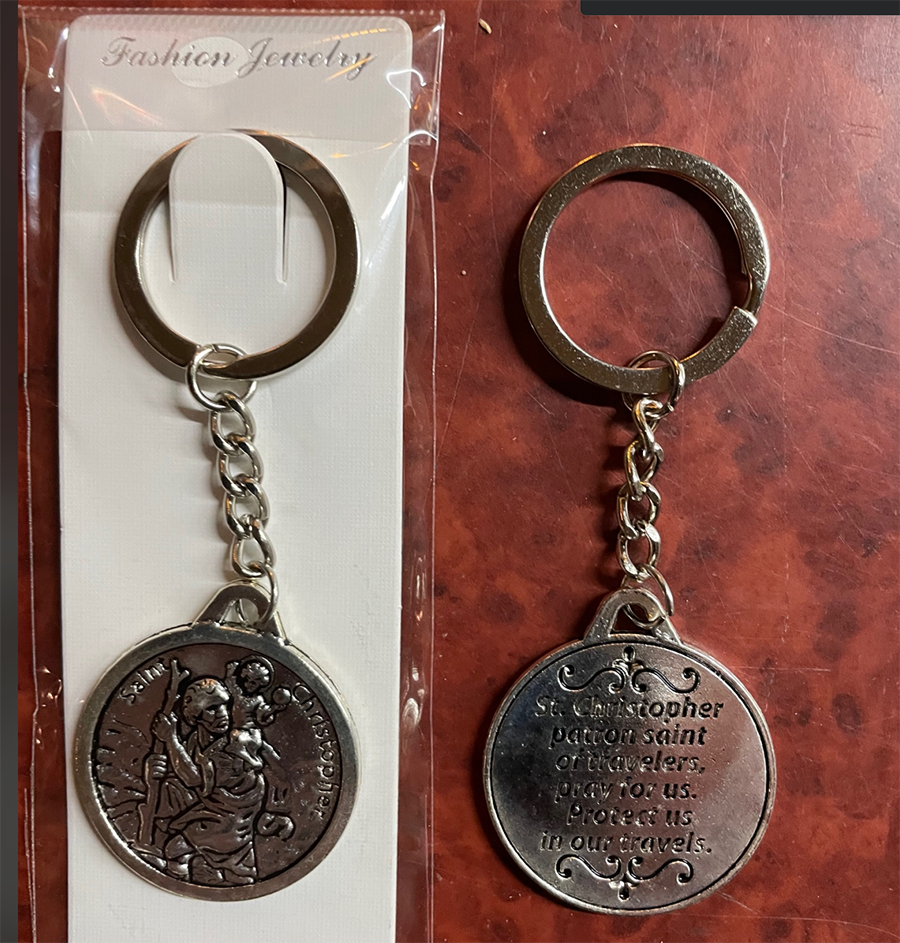 Fashion Jewelry
Saint Christopher
St. Christopher
patron saint
of travelers,
pray for us.
Protect us
in our travels.